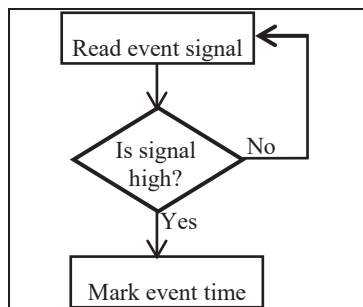 Read event signal
Is signal
high?
No
Yes
Mark event time